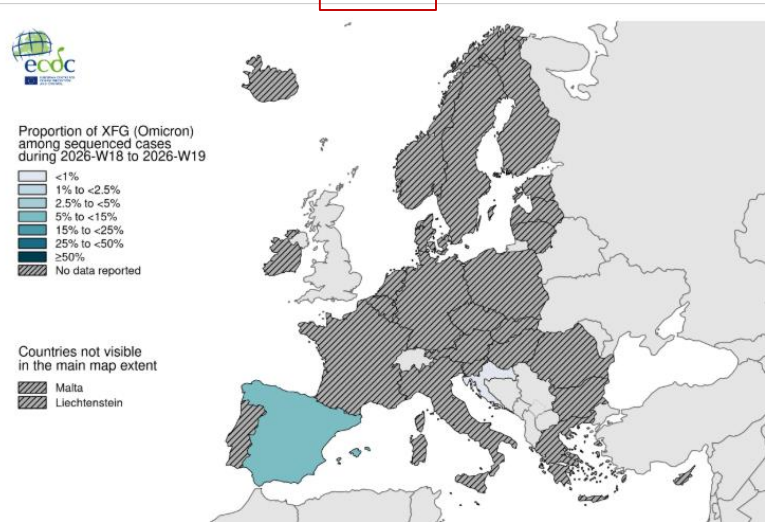 ecdc
Proportion of XFG (Omicron)
among sequenced cases
during 2026-W18 to 2026-W19
<1%
1% to <2.5%
2.5% to <5%
5% to <15%
15% to <25%
25% to <50%
≥50%
No data reported
Countries not visible
in the main map extent
Malta
Liechtenstein